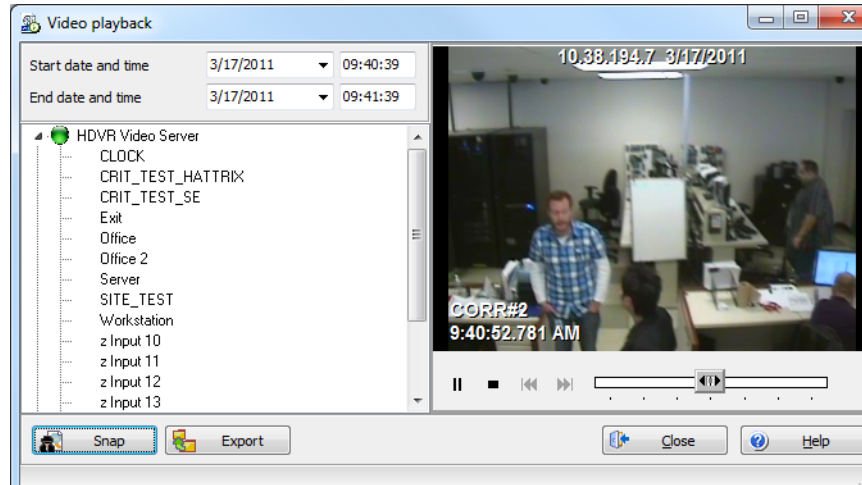 Video playback
Start date and time 3/17/2011 09:40:39
End date and time 3/17/2011 09:41:39
HDVR Video Server
CLOCK
CRIT_TEST_HATTRIX
CRIT_TEST_SE
Exit
Office
Office 2
Server
SITE_TEST
Workstation
z Input 10
z Input 11
z Input 12
z Input 13
10.38.194.7 3/17/2011
CORR#2
9:40:52.781 AM
Snap Export Close Help